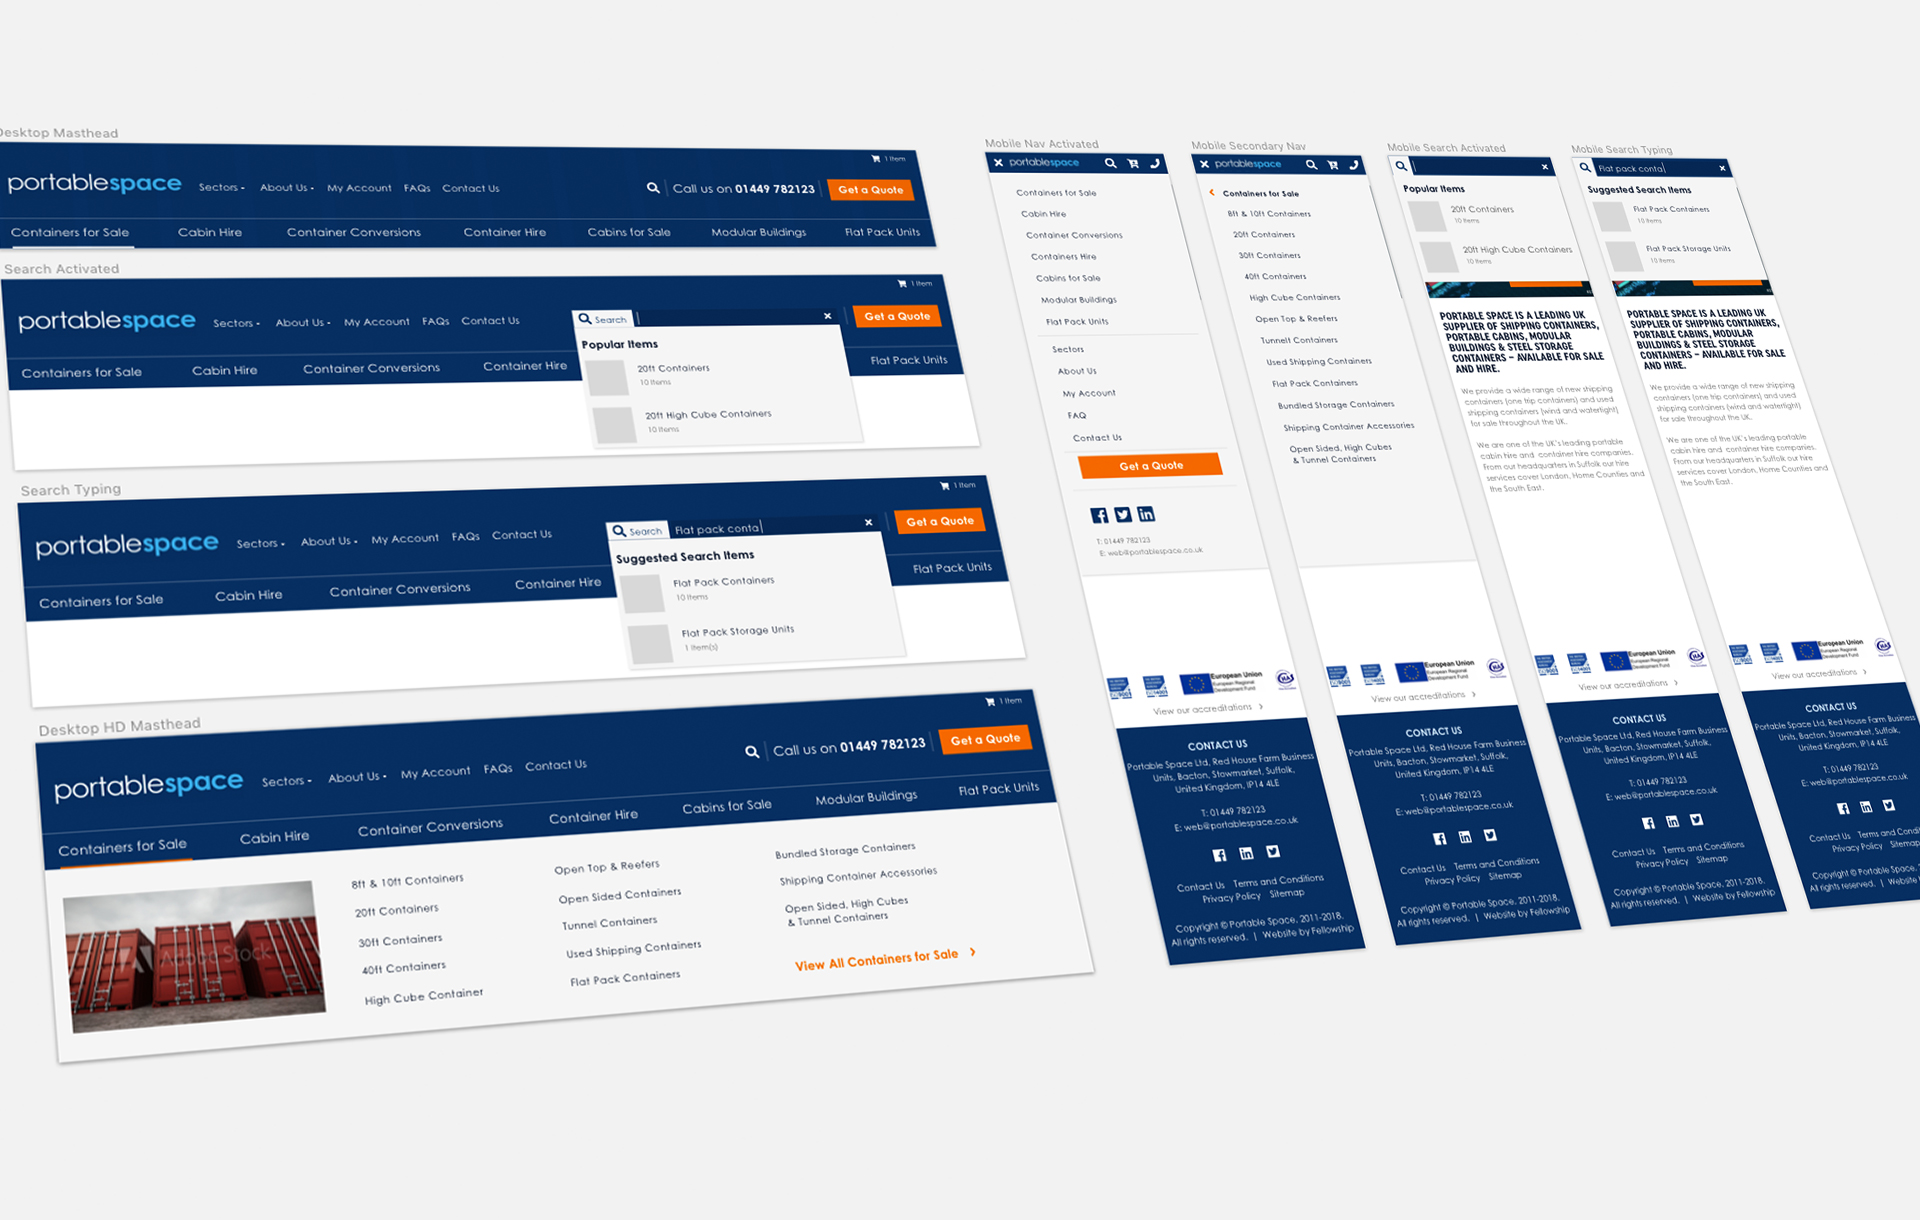 Desktop Masthead
1 Item
portablespace
Sectors
About Us
My Account
FAQs
Contact Us
Call us on 01449 782123
Get a Quote
Containers for Sale
Cabin Hire
Container Conversions
Container Hire
Cabins for Sale
Modular Buildings
Flat Pack Units
Search Activated
1 Item
portablespace
Sectors
About Us
My Account
FAQs
Contact Us
Search
Get a Quote
Popular Items
20ft Containers
10 Items
20ft High Cube Containers
10 Items
Containers for Sale
Cabin Hire
Container Conversions
Container Hire
Flat Pack Units
Search Typing
1 Item
portablespace
Sectors
About Us
My Account
FAQs
Contact Us
Search
Flat pack conta
Get a Quote
Suggested Search Items
Flat Pack Containers
10 Items
Flat Pack Storage Units
1 Item(s)
Containers for Sale
Cabin Hire
Container Conversions
Container Hire
Flat Pack Units
Desktop HD Masthead
1 Item
portablespace
Sectors
About Us
My Account
FAQs
Contact Us
Call us on 01449 782123
Get a Quote
Containers for Sale
Cabin Hire
Container Conversions
Container Hire
Cabins for Sale
Modular Buildings
Flat Pack Units
Adobe Stock
8ft & 10ft Containers
20ft Containers
30ft Containers
40ft Containers
High Cube Container
Open Top & Reefers
Open Sided Containers
Tunnel Containers
Used Shipping Containers
Flat Pack Containers
Bundled Storage Containers
Shipping Container Accessories
Open Sided, High Cubes
& Tunnel Containers
View All Containers for Sale
Mobile Nav Activated
portablespace
Containers for Sale
Cabin Hire
Container Conversions
Containers Hire
Cabins for Sale
Modular Buildings
Flat Pack Units
Sectors
About Us
My Account
FAQ
Contact Us
Get a Quote
T: 01449 782123
E: web@portablespace.co.uk
European Union
European Regional
Development Fund
View our accreditations
CONTACT US
Portable Space Ltd, Red House Farm Business
Units, Bacton, Stowmarket, Suffolk,
United Kingdom, IP14 4LE
T: 01449 782123
E: web@portablespace.co.uk
Contact Us Terms and Conditions
Privacy Policy Sitemap
Copyright © Portable Space, 2011-2018.
All rights reserved. | Website by Fellowship
Mobile Secondary Nav
portablespace
Containers for Sale
8ft & 10ft Containers
20ft Containers
30ft Containers
40ft Containers
High Cube Containers
Open Top & Reefers
Tunnelt Containers
Used Shipping Containers
Flat Pack Containers
Bundled Storage Containers
Shipping Container Accessories
Open Sided, High Cubes
& Tunnel Containers
European Union
European Regional
Development Fund
View our accreditations
CONTACT US
Portable Space Ltd, Red House Farm Business
Units, Bacton, Stowmarket, Suffolk,
United Kingdom, IP14 4LE
T: 01449 782123
E: web@portablespace.co.uk
Contact Us Terms and Conditions
Privacy Policy Sitemap
Copyright © Portable Space, 2011-2018.
All rights reserved. | Website by Fellowship
Mobile Search Activated
Popular Items
20ft Containers
10 Items
20ft High Cube Containers
10 Items
PORTABLE SPACE IS A LEADING UK
SUPPLIER OF SHIPPING CONTAINERS,
PORTABLE CABINS, MODULAR
BUILDINGS & STEEL STORAGE
CONTAINERS – AVAILABLE FOR SALE
AND HIRE.
We provide a wide range of new shipping
containers (one trip containers) and used
shipping containers (wind and watertight)
for sale throughout the UK.
We are one of the UK's leading portable
cabin hire and container hire companies.
From our headquarters in Suffolk our hire
services cover London, Home Counties and
the South East.
European Union
European Regional
Development Fund
View our accreditations
CONTACT US
Portable Space Ltd, Red House Farm Business
Units, Bacton, Stowmarket, Suffolk,
United Kingdom, IP14 4LE
T: 01449 782123
E: web@portablespace.co.uk
Contact Us Terms and Conditions
Privacy Policy Sitemap
Copyright © Portable Space, 2011-2018.
All rights reserved. | Website by Fellowship
Mobile Search Typing
Flat pack conta
Suggested Search Items
Flat Pack Containers
10 Items
Flat Pack Storage Units
10 Items
PORTABLE SPACE IS A LEADING UK
SUPPLIER OF SHIPPING CONTAINERS,
PORTABLE CABINS, MODULAR
BUILDINGS & STEEL STORAGE
CONTAINERS – AVAILABLE FOR SALE
AND HIRE.
We provide a wide range of new shipping
containers (one trip containers) and used
shipping containers (wind and watertight)
for sale throughout the UK.
We are one of the UK's leading portable
cabin hire and container hire companies.
From our headquarters in Suffolk our hire
services cover London, Home Counties and
the South East.
European Union
European Regional
Development Fund
View our accreditations
CONTACT US
Portable Space Ltd, Red House Farm Business
Units, Bacton, Stowmarket, Suffolk,
United Kingdom, IP14 4LE
T: 01449 782123
E: web@portablespace.co.uk
Contact Us Terms and
Privacy Policy Sitemap
Copyright © Portable Space, 2011-2018.
All rights reserved. | Website